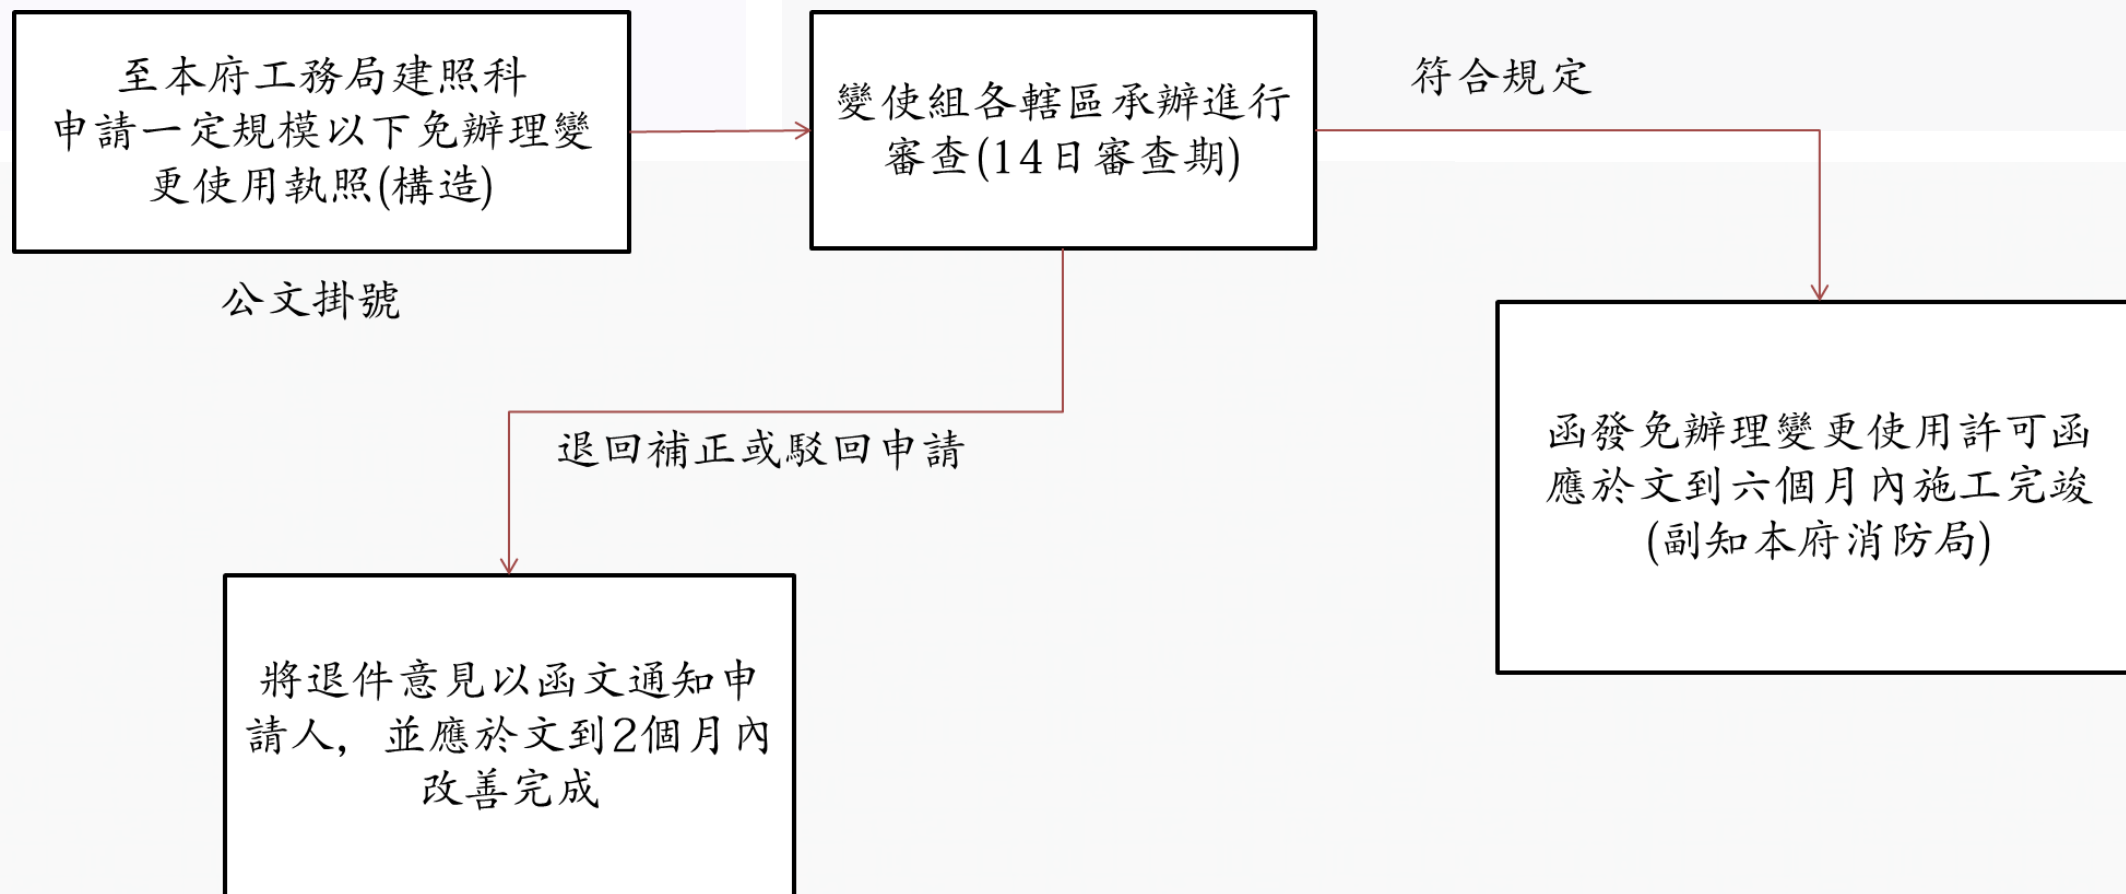 至本府工務局建照科
申請一定規模以下免辦理變
更使用執照(構造)
公文掛號
變使組各轄區承辦進行
審查(14日審查期)
符合規定
函發免辦理變更使用許可函
應於文到六個月內施工完竣
(副知本府消防局)
退回補正或駁回申請
將退件意見以函文通知申
請人，並應於文到2個月內
改善完成